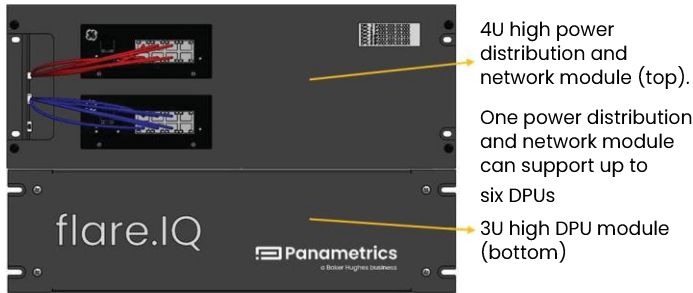 4U high power
distribution and
network module (top).
One power distribution
and network module
can support up to
six DPUs
flare.IQ
3U high DPU module
(bottom)
Panametrics
a Baker Hughes business